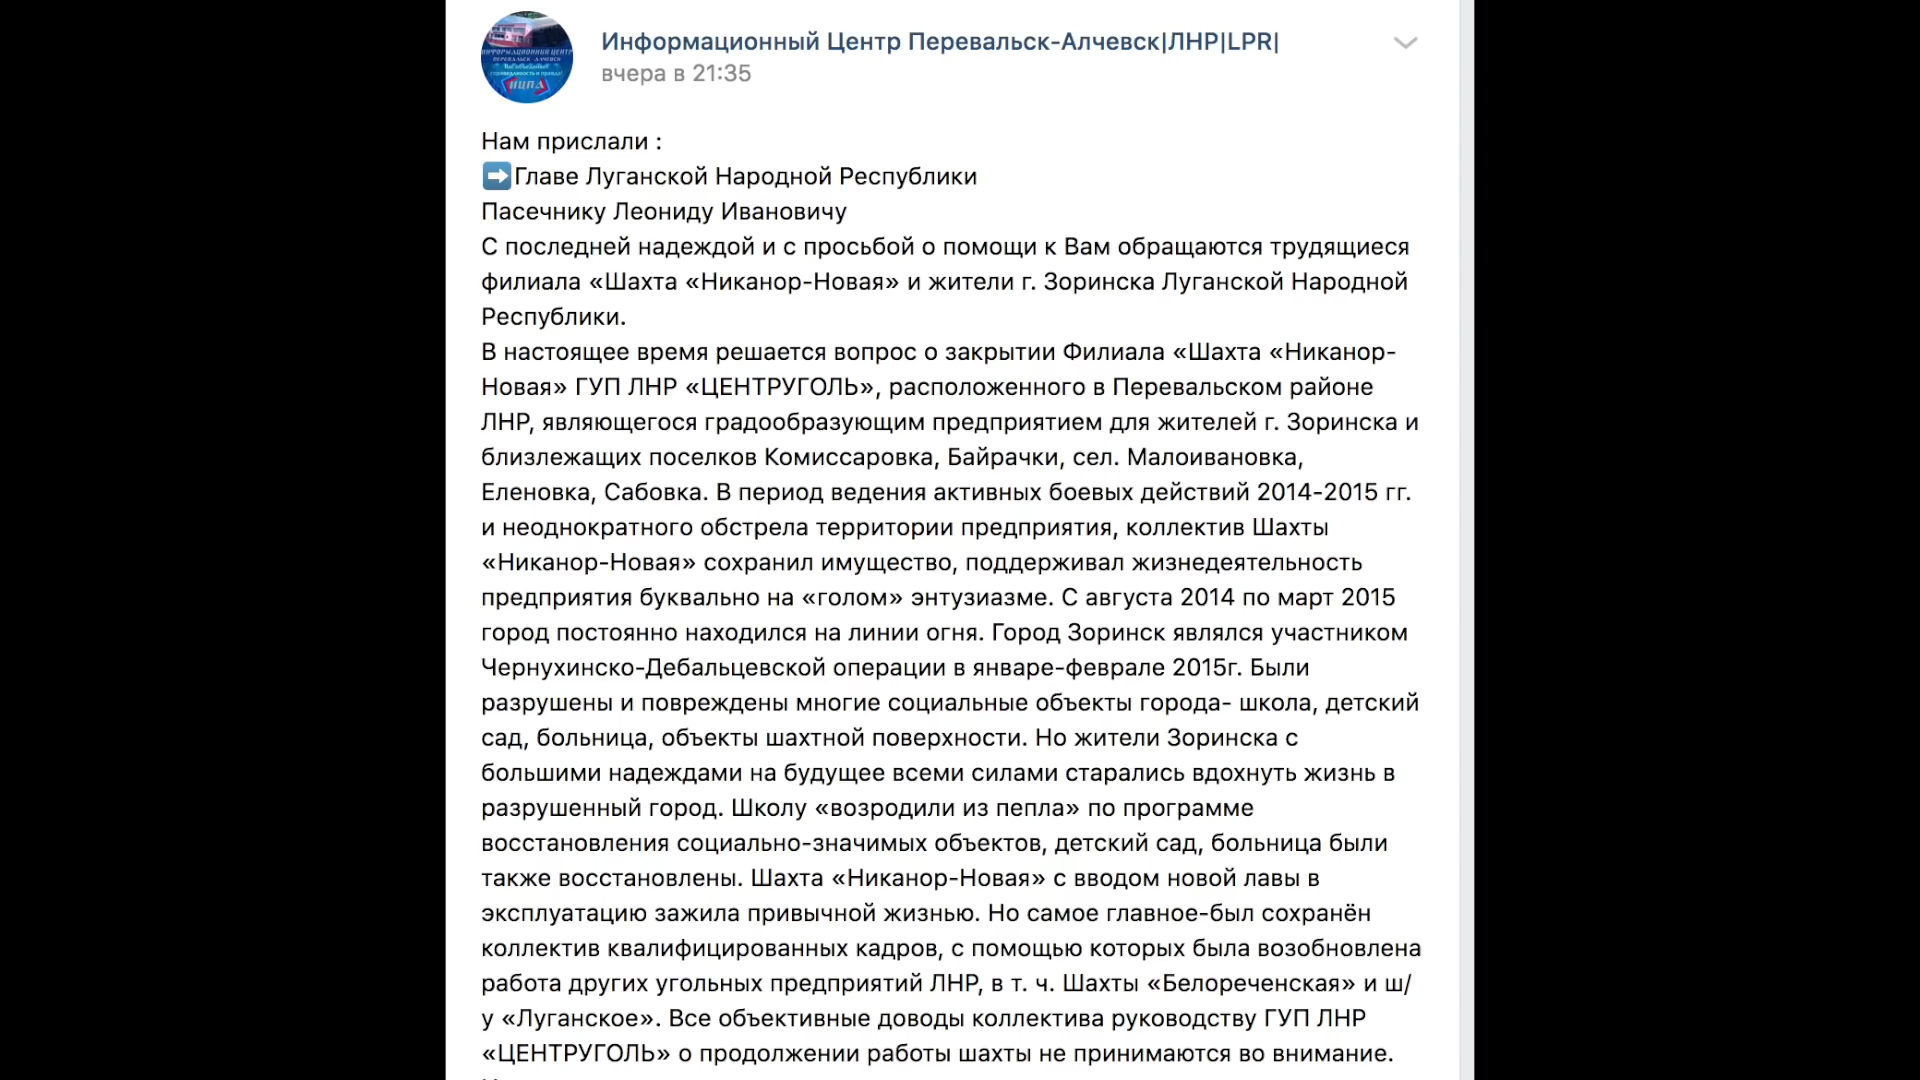 Информационный Центр Перевальск-Алчевск|ЛНР|LPR|
вчера в 21:35
ИНФОРМАЦИОННЫЙ ЦЕНТР
ПЕРЕВАЛЬСК-АЛЧЕВСК
ИЦПА
Нам прислали :
➡Главе Луганской Народной Республики
Пасечнику Леониду Ивановичу
С последней надеждой и с просьбой о помощи к Вам обращаются трудящиеся
филиала «Шахта «Никанор-Новая» и жители г. Зоринска Луганской Народной
Республики.
В настоящее время решается вопрос о закрытии Филиала «Шахта «Никанор-
Новая» ГУП ЛНР «ЦЕНТРУГОЛЬ», расположенного в Перевальском районе
ЛНР, являющегося градообразующим предприятием для жителей г. Зоринска и
близлежащих поселков Комиссаровка, Байрачки, сел. Малоивановка,
Еленовка, Сабовка. В период ведения активных боевых действий 2014-2015 гг.
и неоднократного обстрела территории предприятия, коллектив Шахты
«Никанор-Новая» сохранил имущество, поддерживал жизнедеятельность
предприятия буквально на «голом» энтузиазме. С августа 2014 по март 2015
город постоянно находился на линии огня. Город Зоринск являлся участником
Чернухинско-Дебальцевской операции в январе-феврале 2015г. Были
разрушены и повреждены многие социальные объекты города- школа, детский
сад, больница, объекты шахтной поверхности. Но жители Зоринска с
большими надеждами на будущее всеми силами старались вдохнуть жизнь в
разрушенный город. Школу «возродили из пепла» по программе
восстановления социально-значимых объектов, детский сад, больница были
также восстановлены. Шахта «Никанор-Новая» с вводом новой лавы в
эксплуатацию зажила привычной жизнью. Но самое главное-был сохранён
коллектив квалифицированных кадров, с помощью которых была возобновлена
работа других угольных предприятий ЛНР, в т. ч. Шахты «Белореченская» и ш/
у «Луганское». Все объективные доводы коллектива руководству ГУП ЛНР
«ЦЕНТРУГОЛЬ» о продолжении работы шахты не принимаются во внимание.